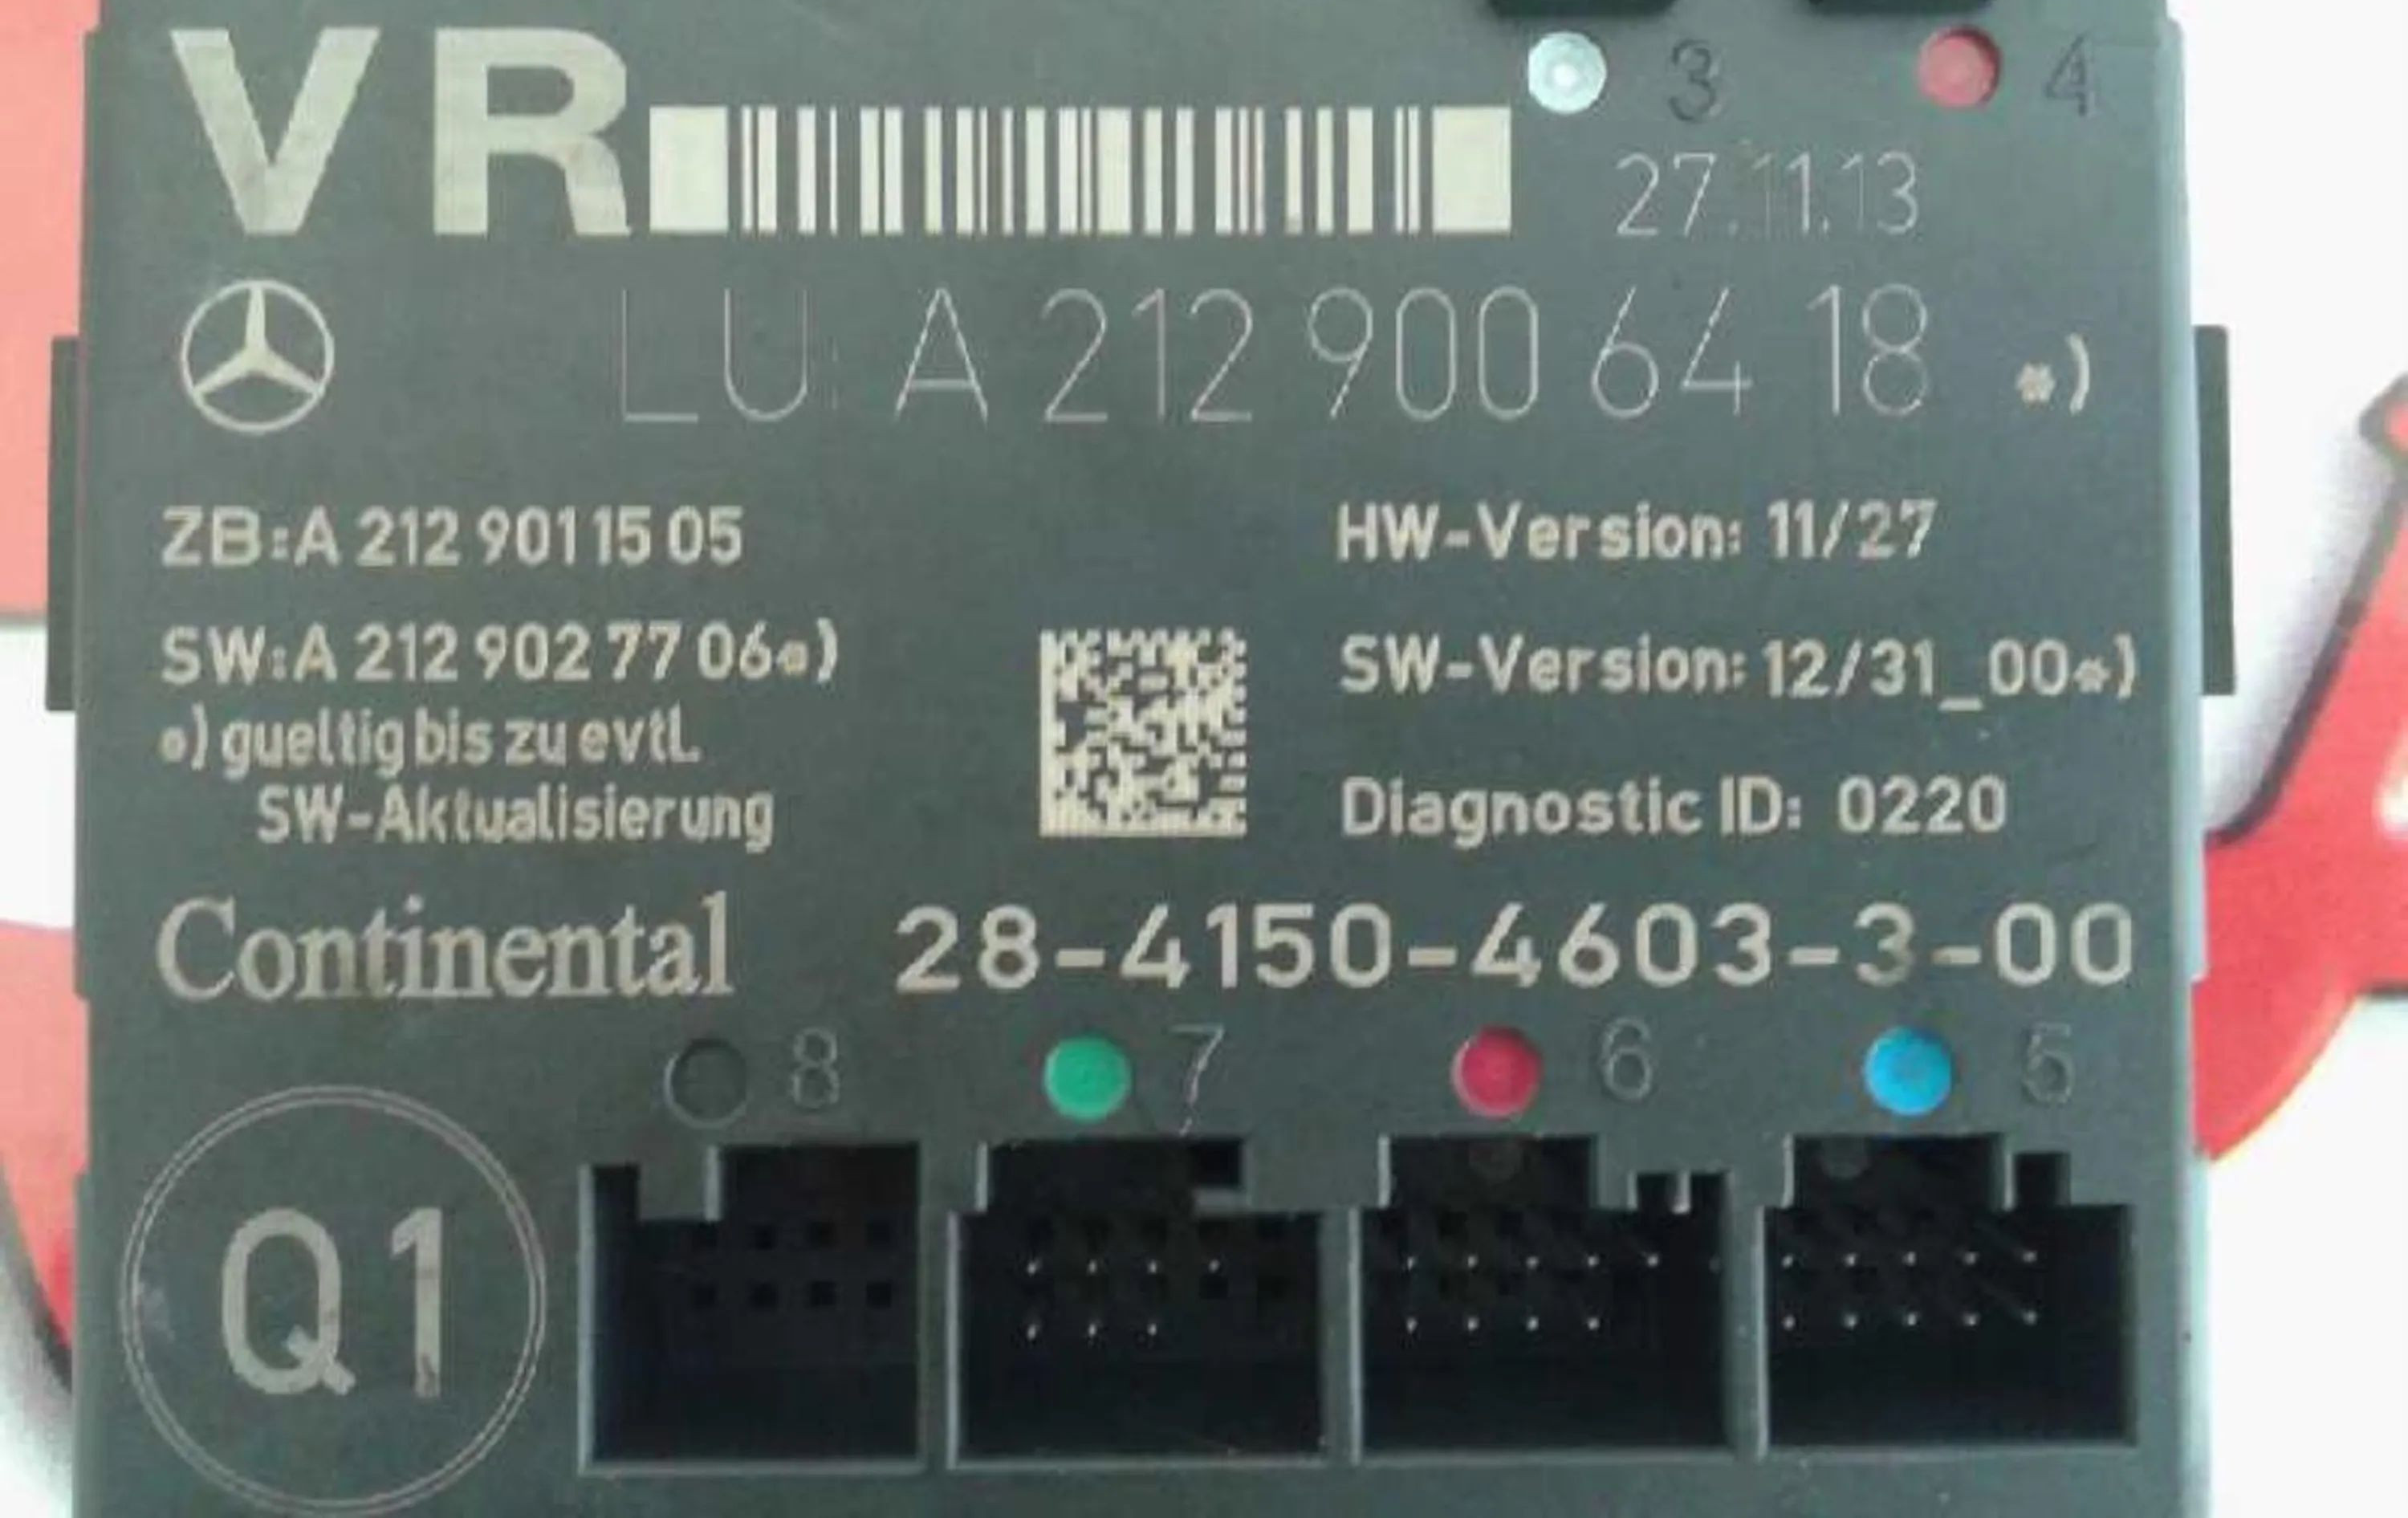 VR
3 4
27.11.13
LU: A 212 900 64 18 *)
ZB:A 212 901 15 05
HW-Version: 11/27
SW:A 212 902 77 06*)
SW-Version: 12/31_00*)
*) gueltig bis zu evtl.
SW-Aktualisierung
Diagnostic ID: 0220
Continental 28-4150-4603-3-00
8 7 6 5
Q1